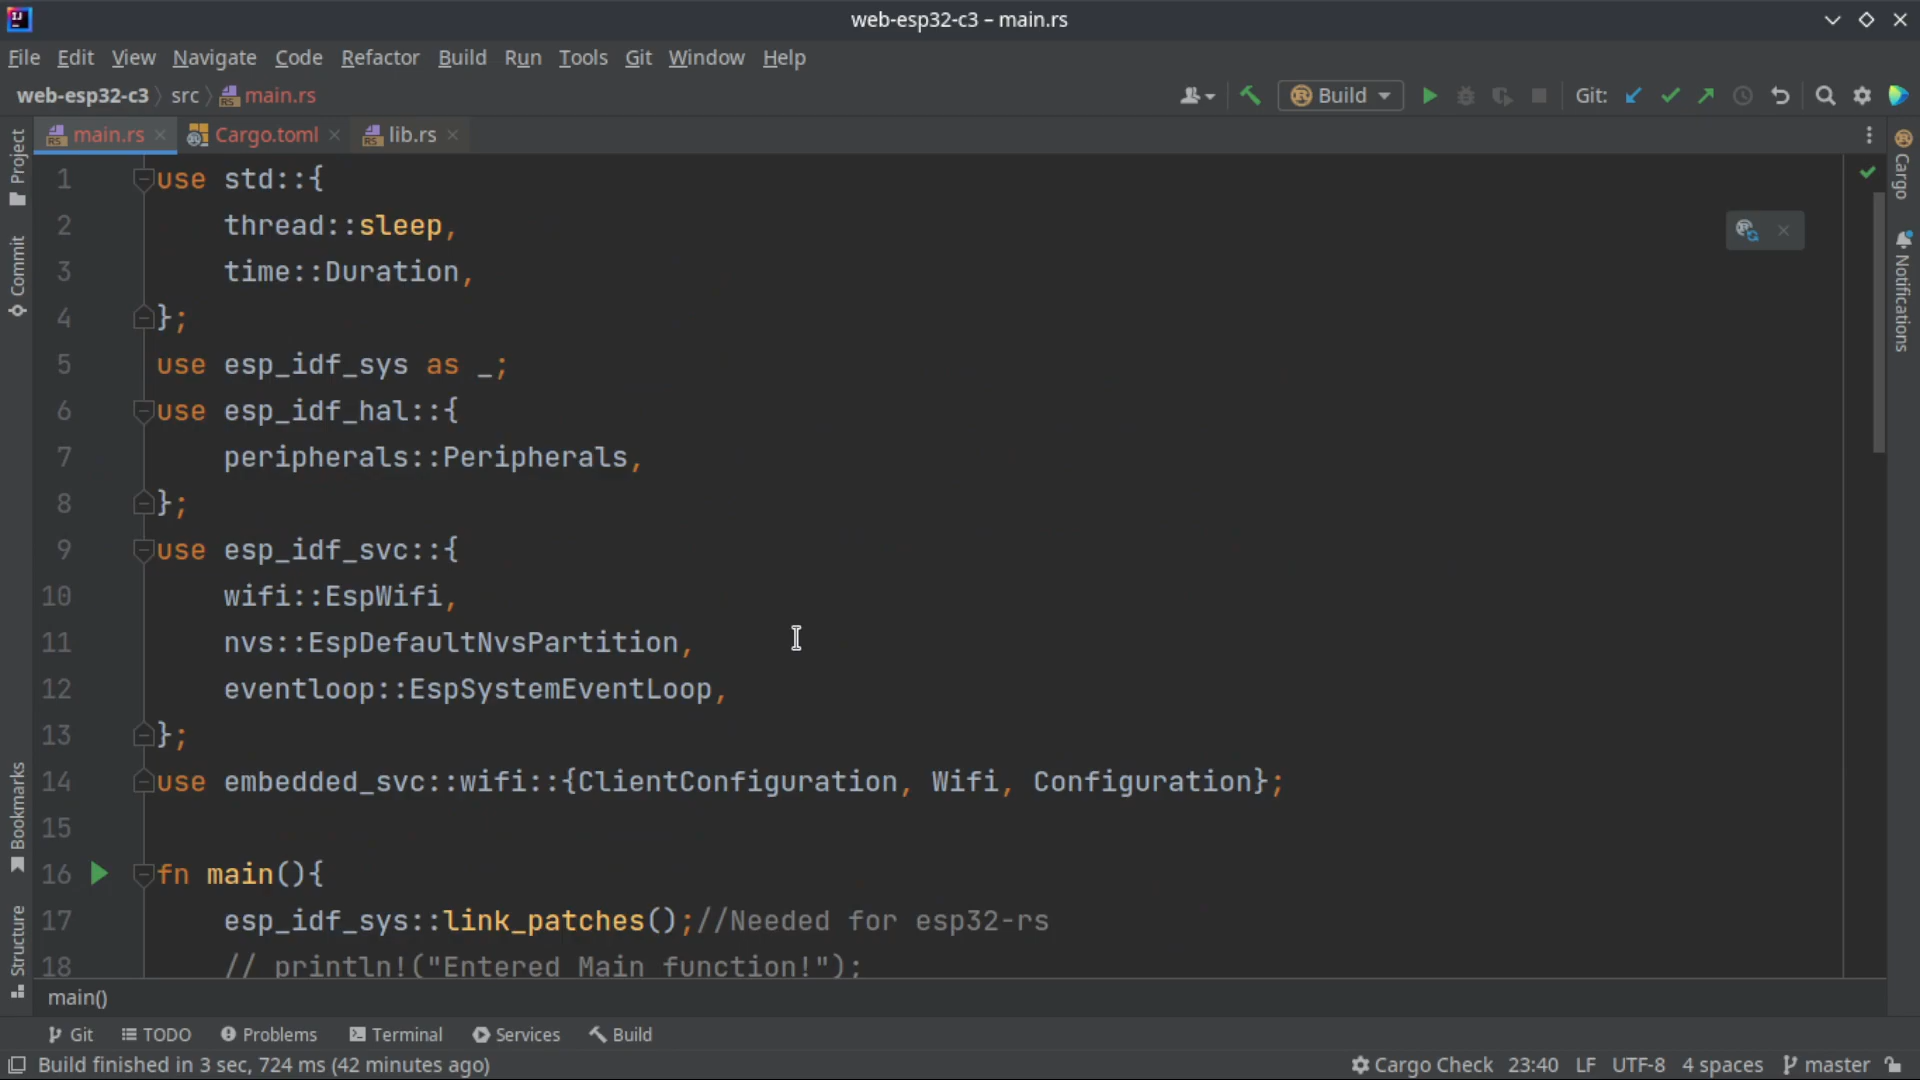 web-esp32-c3 – main.rs
File Edit View Navigate Code Refactor Build Run Tools Git Window Help
web-esp32-c3 src main.rs Build Git:
main.rs Cargo.toml lib.rs
Project
Commit
Bookmarks
Structure
1 use std::{
2 thread::sleep,
3 time::Duration,
4 };
5 use esp_idf_sys as _;
6 use esp_idf_hal::{
7 peripherals::Peripherals,
8 };
9 use esp_idf_svc::{
10 wifi::EspWifi,
11 nvs::EspDefaultNvsPartition,
12 eventloop::EspSystemEventLoop,
13 };
14 use embedded_svc::wifi::{ClientConfiguration, Wifi, Configuration};
15
16 fn main(){
17 esp_idf_sys::link_patches();//Needed for esp32-rs
18 // println!("Entered Main function!");
Cargo
Notifications
main()
Git TODO Problems Terminal Services Build
Build finished in 3 sec, 724 ms (42 minutes ago) Cargo Check 23:40 LF UTF-8 4 spaces master